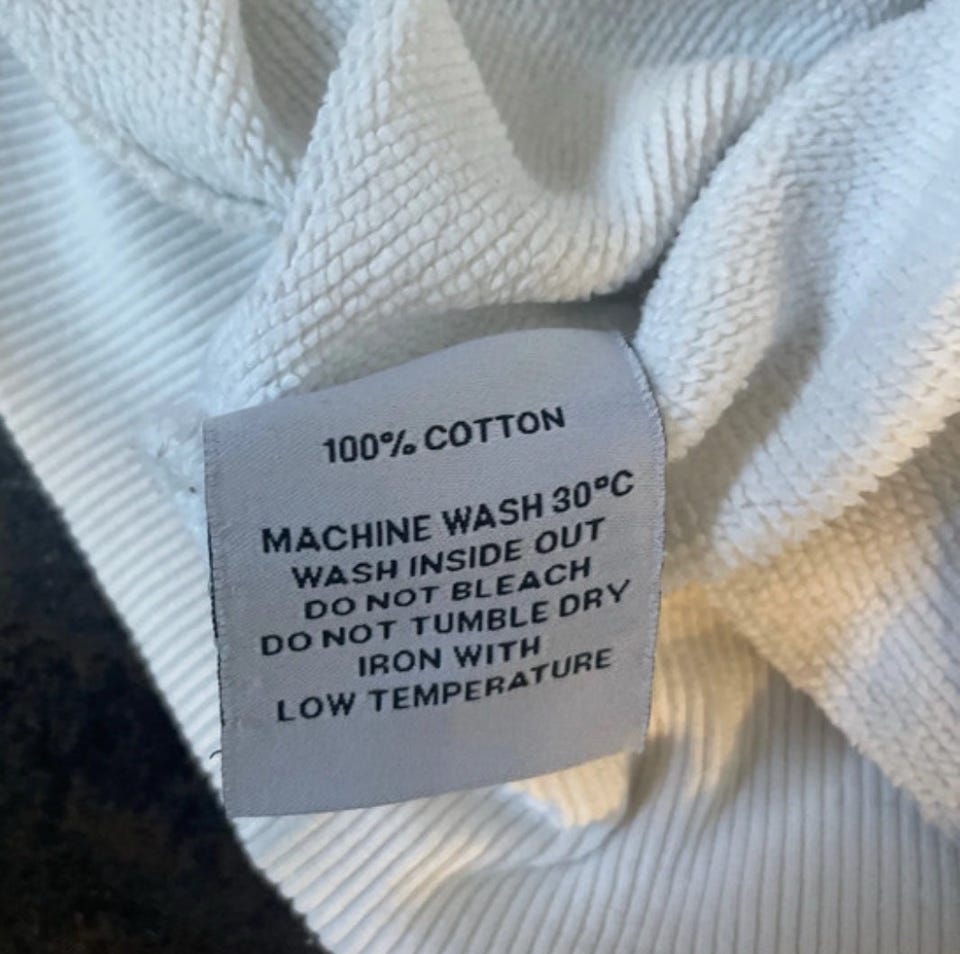 100% COTTON
MACHINE WASH 30°C
WASH INSIDE OUT
DO NOT BLEACH
DO NOT TUMBLE DRY
IRON WITH
LOW TEMPERATURE